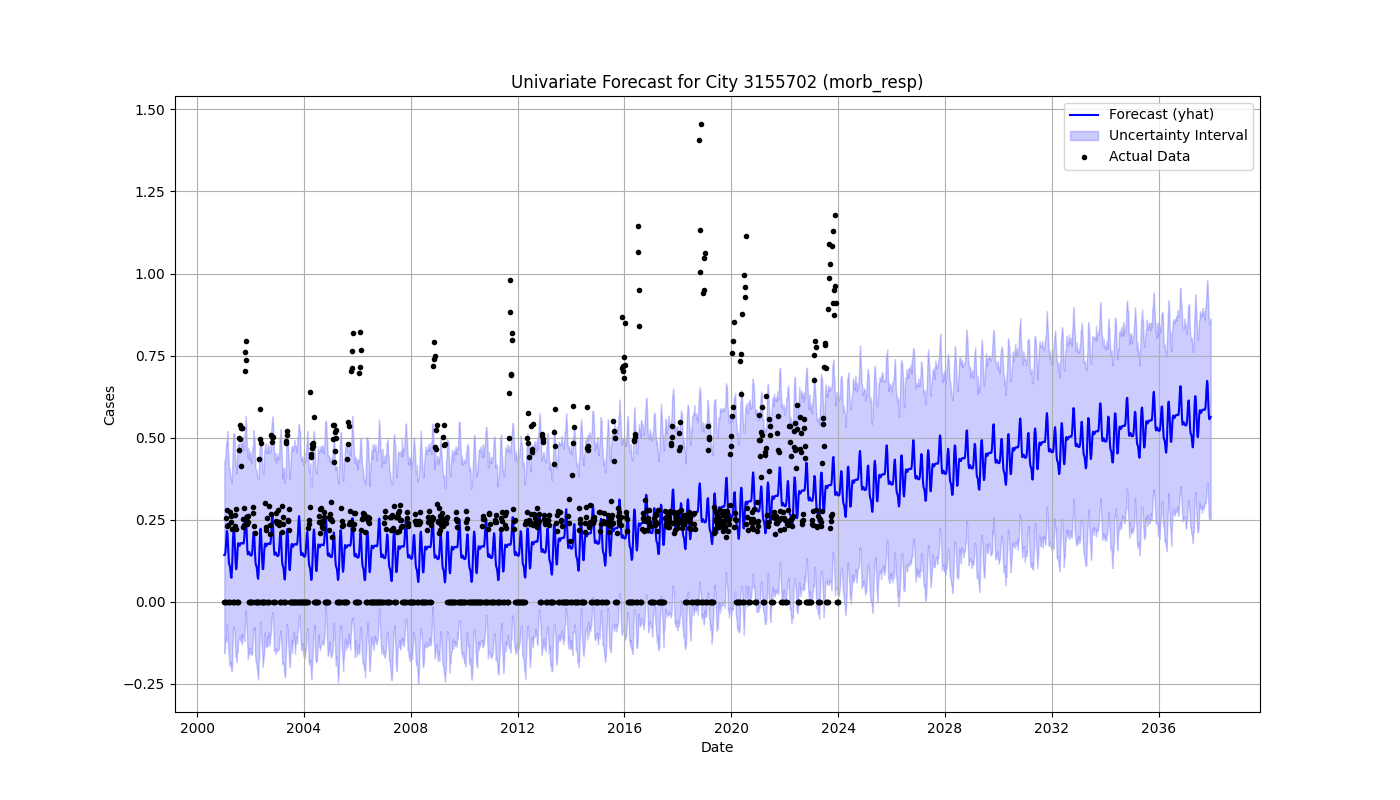 Univariate Forecast for City 3155702 (morb_resp)
Forecast (yhat)
Uncertainty Interval
Actual Data
1.50
1.25
1.00
0.75
0.50
0.25
0.00
−0.25
Cases
2000 2004 2008 2012 2016 2020 2024 2028 2032 2036
Date